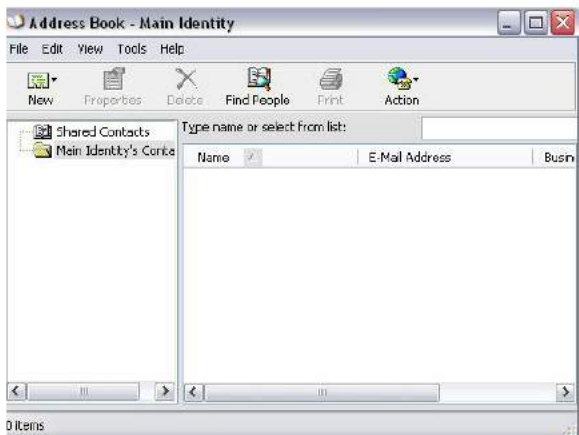 Address Book - Main Identity
File Edit View Tools Help
New Properties Delete Find People Print Action
Shared Contacts
Main Identity's Conta
Type name or select from list:
Name E-Mail Address Busin
0 items